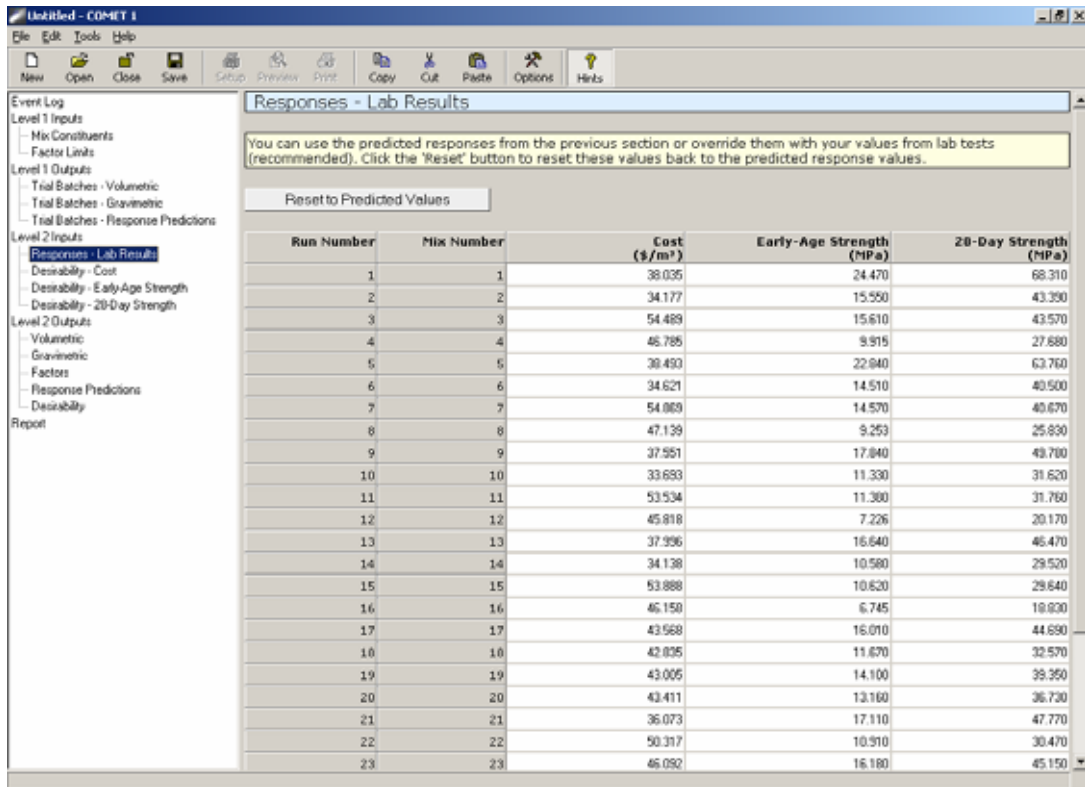 Untitled - COMET 1
File Edit Tools Help
New Open Close Save Setup Preview Print Copy Cut Paste Options Hints
Event Log
Level 1 Inputs
Mix Constituents
Factor Limits
Level 1 Outputs
Trial Batches - Volumetric
Trial Batches - Gravimetric
Trial Batches - Response Predictions
Level 2 Inputs
Responses - Lab Results
Desirability - Cost
Desirability - Early-Age Strength
Desirability - 28-Day Strength
Level 2 Outputs
Volumetric
Gravimetric
Factors
Response Predictions
Desirability
Report
Responses - Lab Results
You can use the predicted responses from the previous section or override them with your values from lab tests
(recommended). Click the 'Reset' button to reset these values back to the predicted response values.
Reset to Predicted Values
Run Number Mix Number Cost ($/m³) Early-Age Strength (MPa) 28-Day Strength (MPa)
1 1 38.035 24.470 68.310
2 2 34.177 15.550 43.390
3 3 54.489 15.610 43.570
4 4 46.785 9.915 27.680
5 5 38.493 22.840 63.760
6 6 34.621 14.510 40.500
7 7 54.869 14.570 40.670
8 8 47.139 9.253 25.830
9 9 37.551 17.840 49.780
10 10 33.693 11.330 31.620
11 11 53.534 11.380 31.760
12 12 45.818 7.226 20.170
13 13 37.996 16.640 46.470
14 14 34.138 10.580 29.520
15 15 53.888 10.620 29.640
16 16 46.158 6.745 18.830
17 17 43.568 16.010 44.690
18 18 42.835 11.670 32.570
19 19 43.005 14.100 39.350
20 20 43.411 13.160 36.730
21 21 36.073 17.110 47.770
22 22 50.317 10.910 30.470
23 23 46.092 16.180 45.150